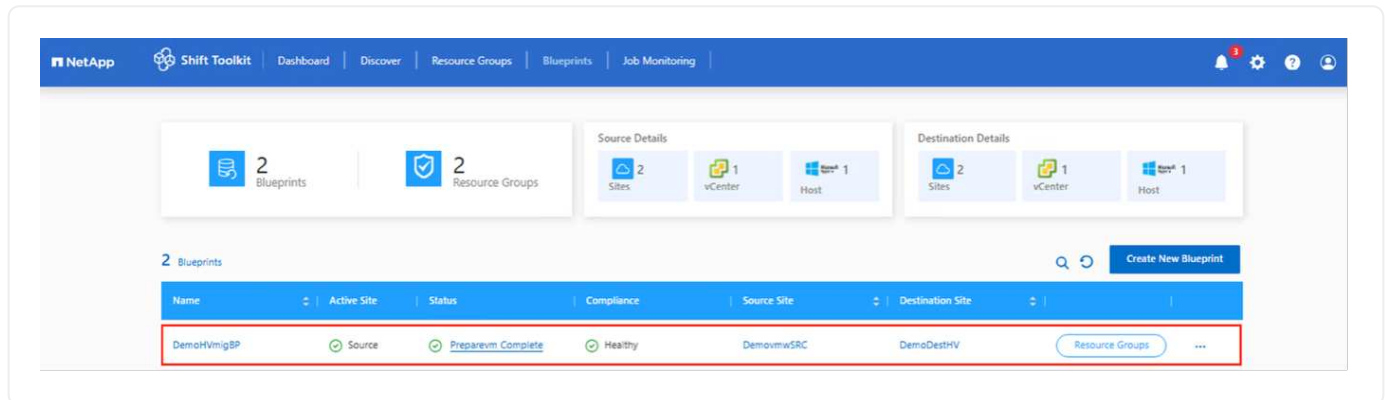 NetApp Shift Toolkit Dashboard Discover Resource Groups Blueprints Job Monitoring 3
2
Blueprints
2
Resource Groups
Source Details
2
Sites
1
vCenter
1
Host
Destination Details
2
Sites
1
vCenter
1
Host
2 Blueprints
Create New Blueprint
Name Active Site Status Compliance Source Site Destination Site
DemoHVmigBP Source Preparevm Complete Healthy DemovmwSRC DemoDestHV Resource Groups ...